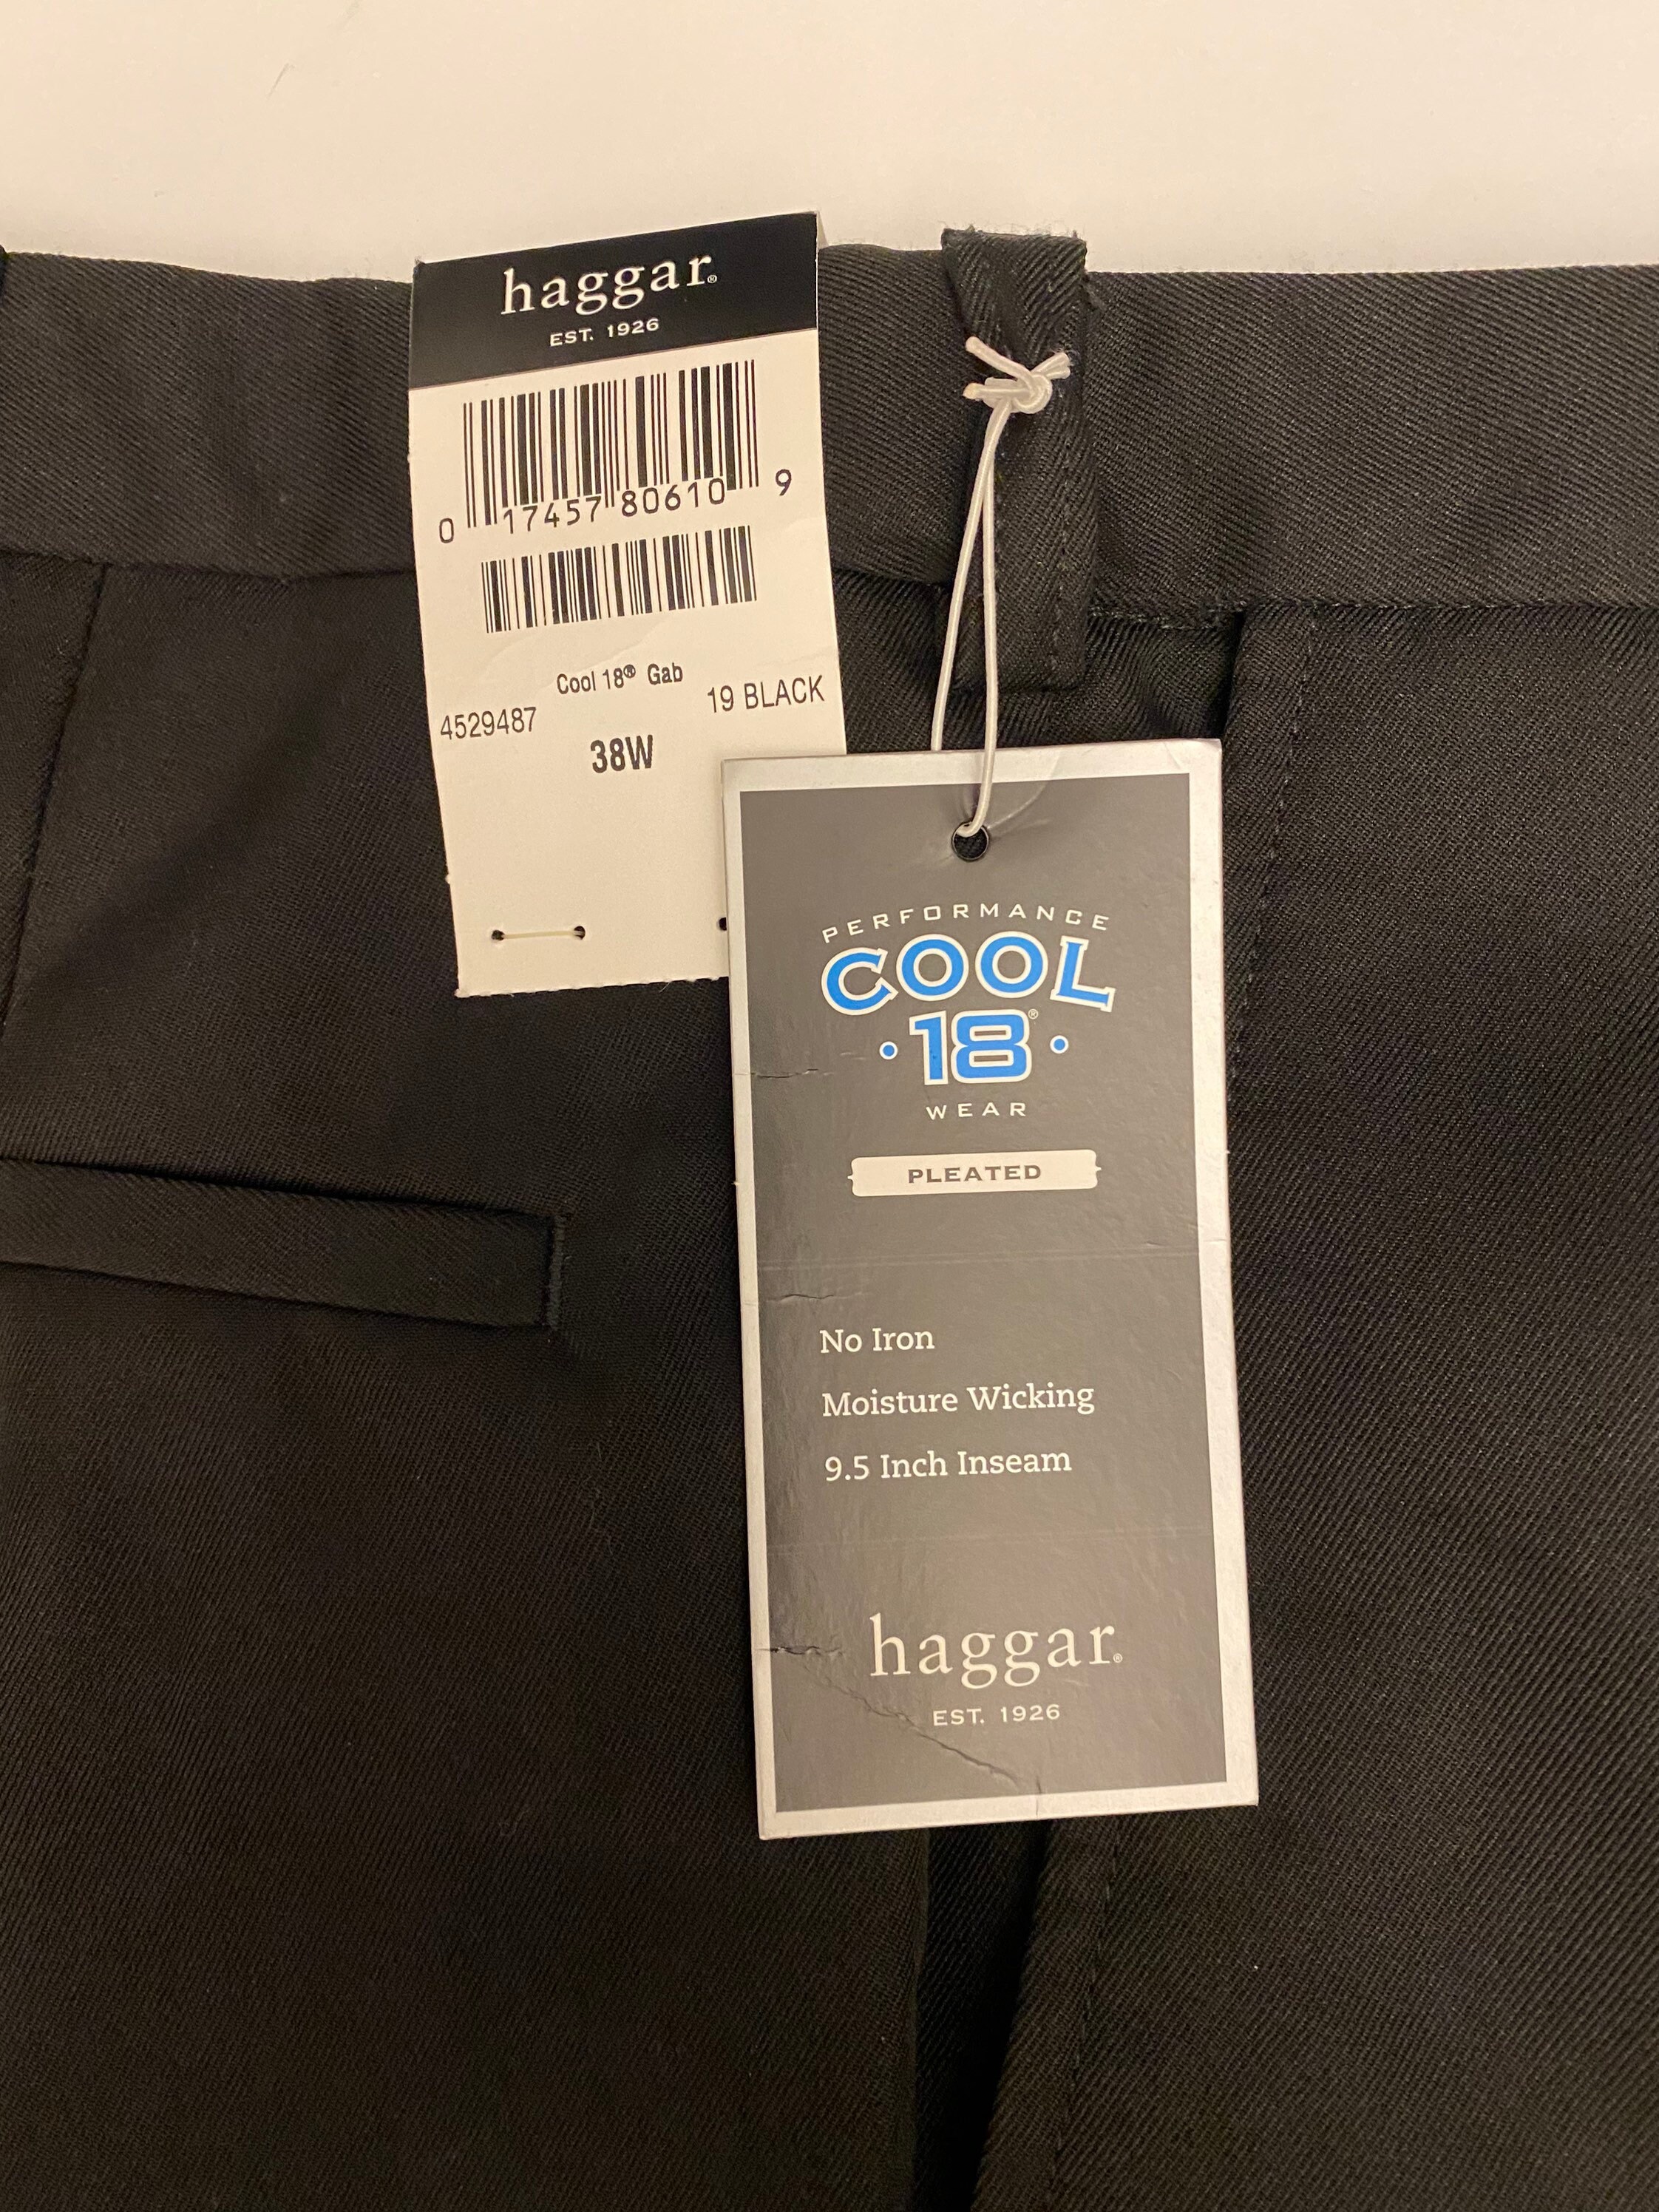 haggar®
EST. 1926
0 17457 80610 9
Cool 18® Gab
4529487 19 BLACK
38W
PERFORMANCE
COOL
18®
WEAR
PLEATED
No Iron
Moisture Wicking
9.5 Inch Inseam
haggar®
EST. 1926